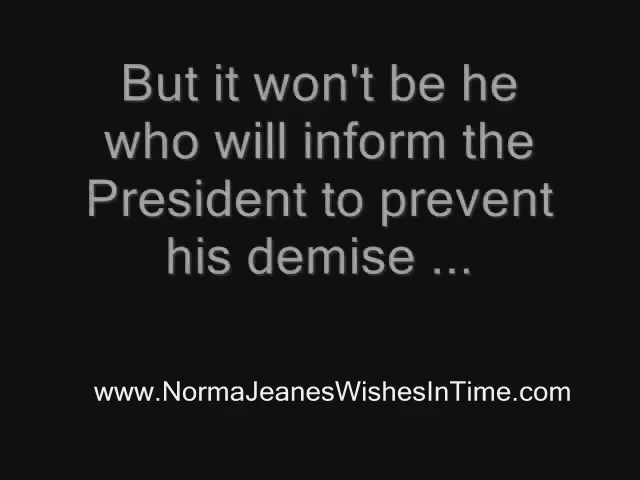 But it won't be he
who will inform the
President to prevent
his demise ...
www.NormaJeanesWishesInTime.com